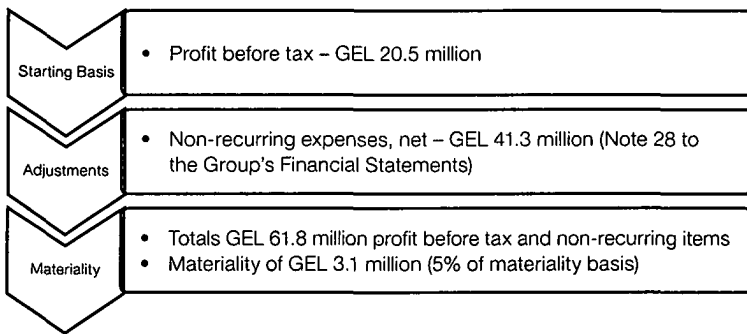 Starting Basis
• Profit before tax – GEL 20.5 million
Adjustments
• Non-recurring expenses, net – GEL 41.3 million (Note 28 to
the Group's Financial Statements)
Materiality
• Totals GEL 61.8 million profit before tax and non-recurring items
• Materiality of GEL 3.1 million (5% of materiality basis)